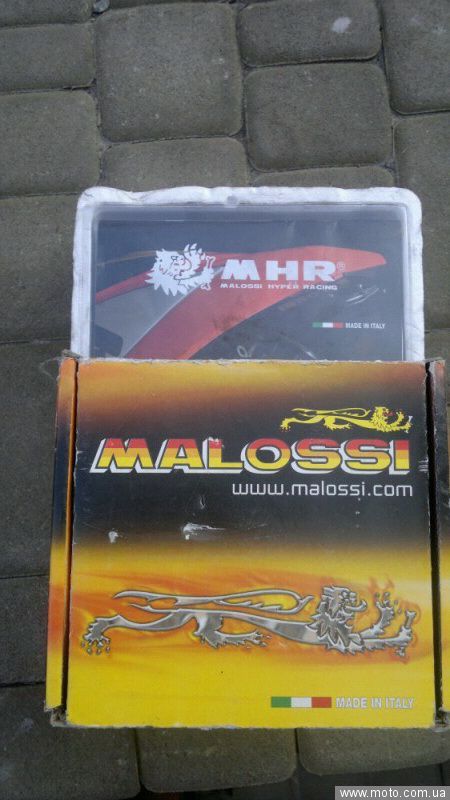 MHR®
MALOSSI HYPER RACING
MADE IN ITALY
MALOSSI
www.malossi.com
MADE IN ITALY
www.moto.com.ua